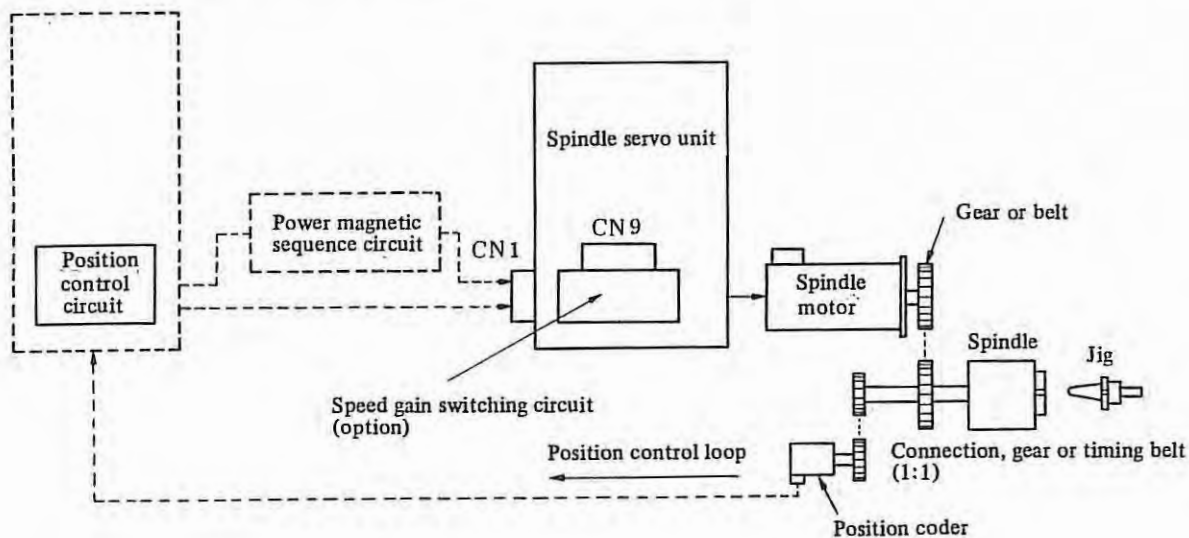 Spindle servo unit
Gear or belt
Power magnetic
sequence circuit
CN1
CN9
Position
control
circuit
Spindle
motor
Spindle
Jig
Speed gain switching circuit
(option)
Position control loop
Connection, gear or timing belt
(1:1)
Position coder